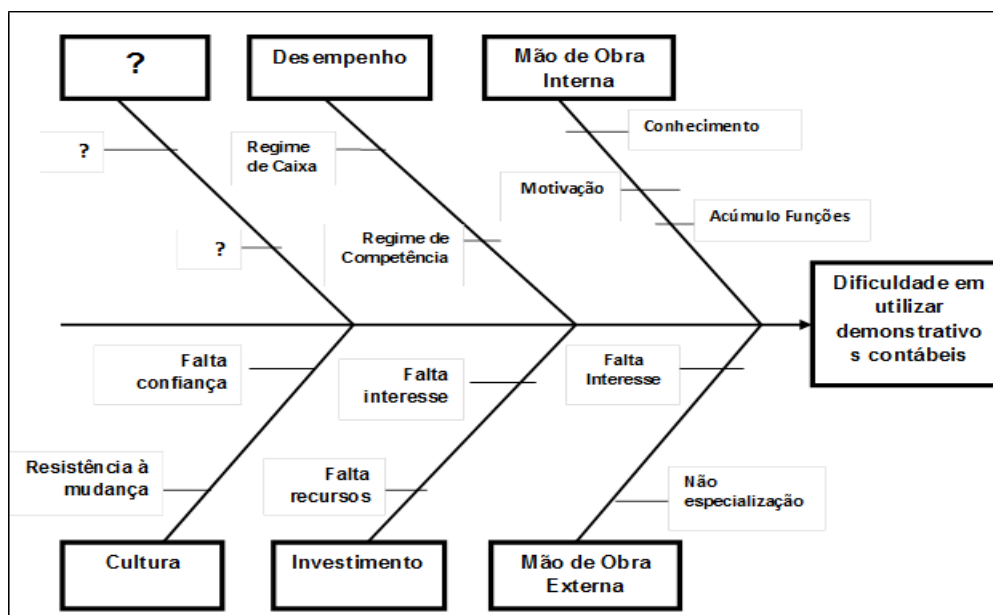 ?
Desempenho
Mão de Obra
Interna
?
Regime
de Caixa
Conhecimento
Motivação
Acúmulo Funções
?
Regime de
Competência
Dificuldade em
utilizar
demonstrativo
s contábeis
Falta
confiança
Falta
interesse
Falta
Interesse
Resistência à
mudança
Falta
recursos
Não
especialização
Cultura
Investimento
Mão de Obra
Externa